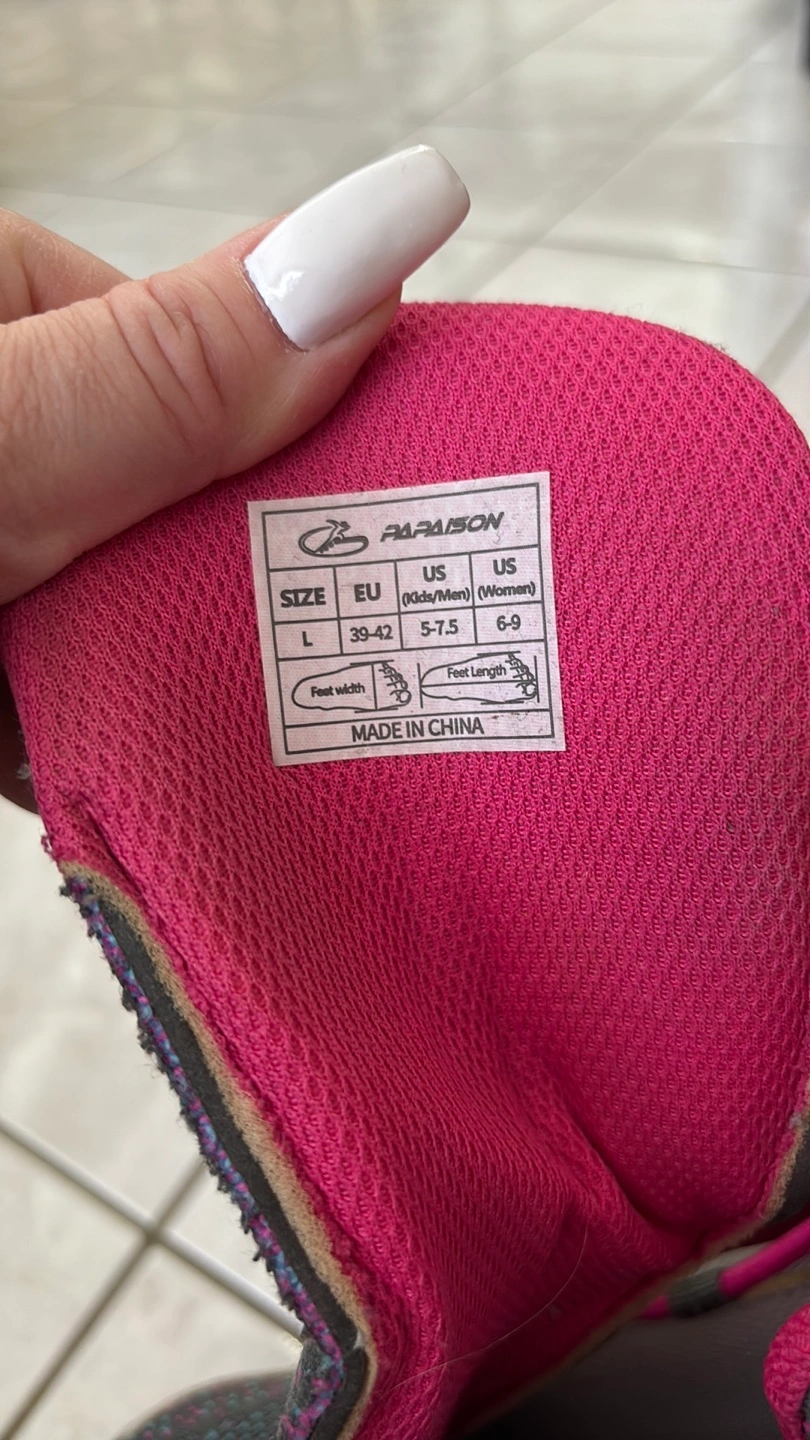 PAPAISON
SIZE EU US (Kids/Men) US (Women)
L 39-42 5-7.5 6-9
Feet width Feet Length
MADE IN CHINA